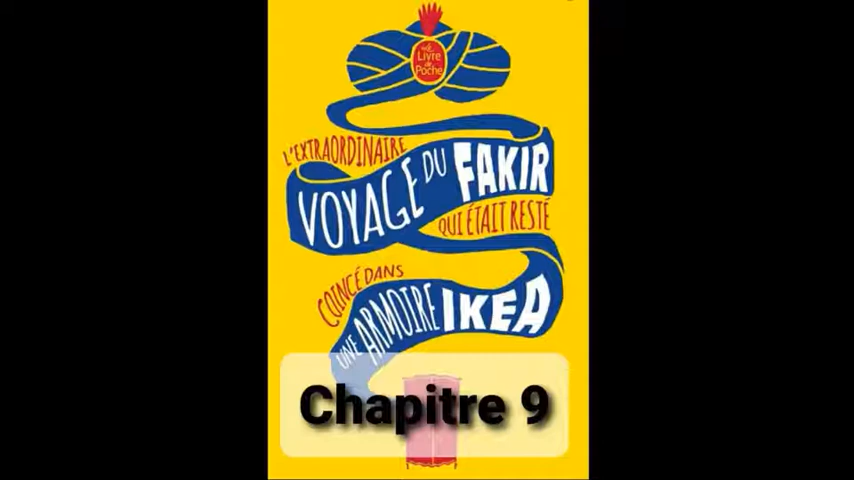 Le
Livre
de
Poche
L'EXTRAORDINAIRE
VOYAGE DU FAKIR
QUI ÉTAIT RESTÉ
COINCÉ DANS
UNE ARMOIRE IKEA
Chapitre 9